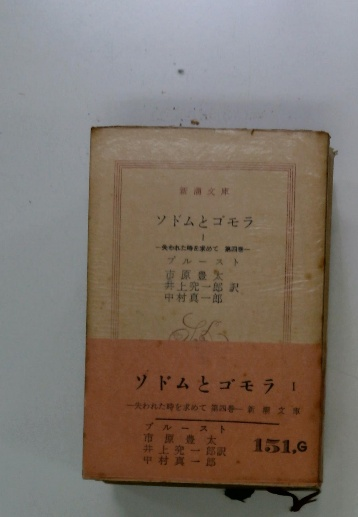 新潮文庫
ソドムとゴモラ
1
—失われた時を求めて 第四巻—
プルースト
市原豊太
井上究一郎 訳
中村真一郎
ソドムとゴモラ 1
—失われた時を求めて 第四巻— 新潮文庫
プルースト
市原豊太
井上究一郎訳
中村真一郎
151.G